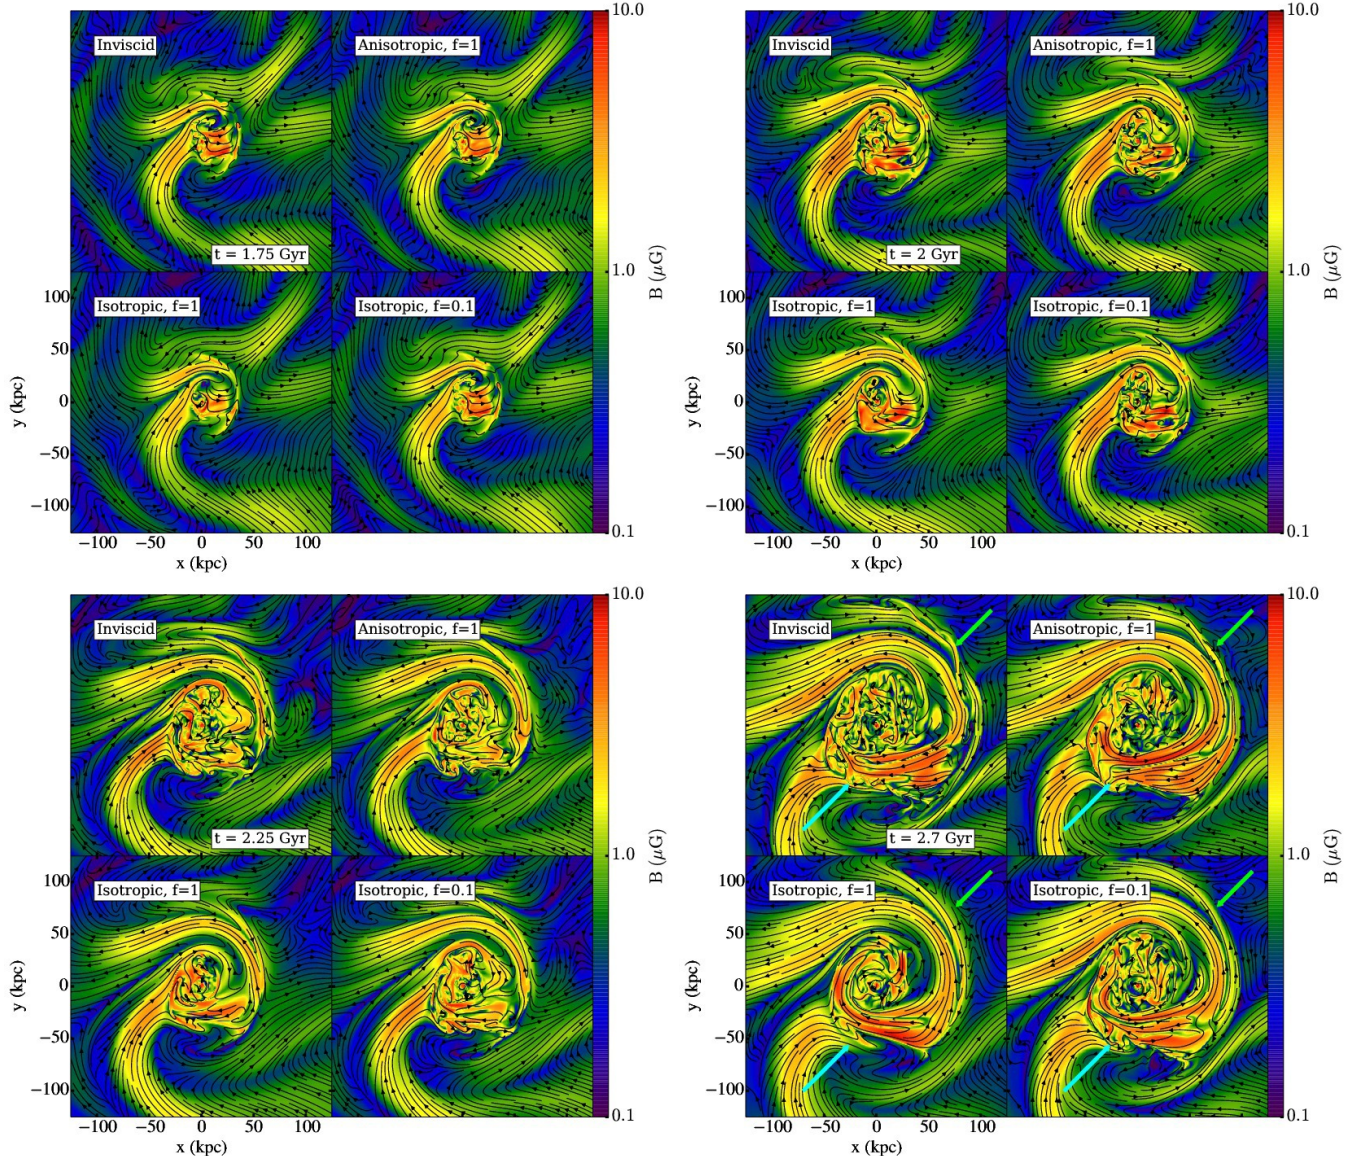 Inviscid
Anisotropic, f=1
10.0
t = 1.75 Gyr
1.0
B (μG)
Isotropic, f=1
Isotropic, f=0.1
100
50
0
−50
−100
y (kpc)
0.1
−100 −50 0 50 100
x (kpc)
Inviscid
Anisotropic, f=1
10.0
t = 2 Gyr
1.0
B (μG)
Isotropic, f=1
Isotropic, f=0.1
100
50
0
−50
−100
y (kpc)
0.1
−100 −50 0 50 100
x (kpc)
Inviscid
Anisotropic, f=1
10.0
t = 2.25 Gyr
1.0
B (μG)
Isotropic, f=1
Isotropic, f=0.1
100
50
0
−50
−100
y (kpc)
0.1
−100 −50 0 50 100
x (kpc)
Inviscid
Anisotropic, f=1
10.0
t = 2.7 Gyr
1.0
B (μG)
Isotropic, f=1
Isotropic, f=0.1
100
50
0
−50
−100
y (kpc)
0.1
−100 −50 0 50 100
x (kpc)